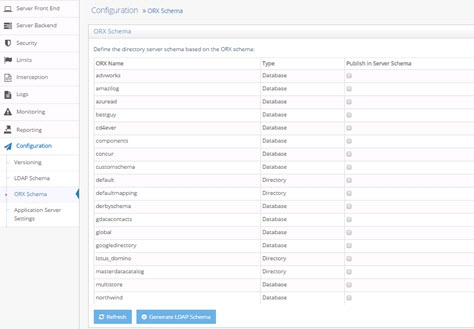 Server Front End
Server Backend
Security
Limits
Interception
Logs
Monitoring
Reporting
Configuration
Versioning
LDAP Schema
ORX Schema
Application Server
Settings
Configuration » ORX Schema
ORX Schema
Define the directory server schema based on the ORX schema:
ORX Name Type Publish in Server Schema
advworks Database
amazilog Database
azuread Database
bestguy Database
cd4ever Database
components Database
concur Database
customschema Database
default Directory
defaultmapping Directory
derbyschema Database
gdacacontacts Database
global Database
googledirectory Database
lotus_domino Directory
masterdatacatalog Directory
multistore Database
northwind Database
Refresh
Generate LDAP Schema